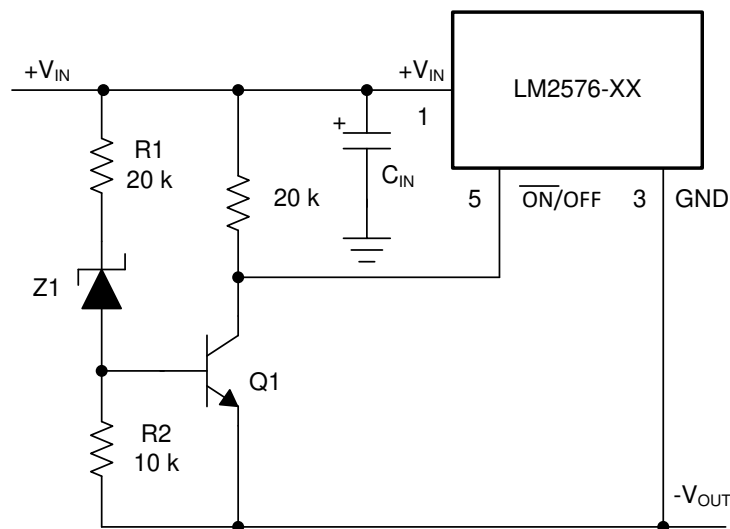 +VIN
+VIN
LM2576-XX
1
+
R1
20 k
CIN
20 k
5
ON/OFF
3
GND
Z1
Q1
R2
10 k
-VOUT